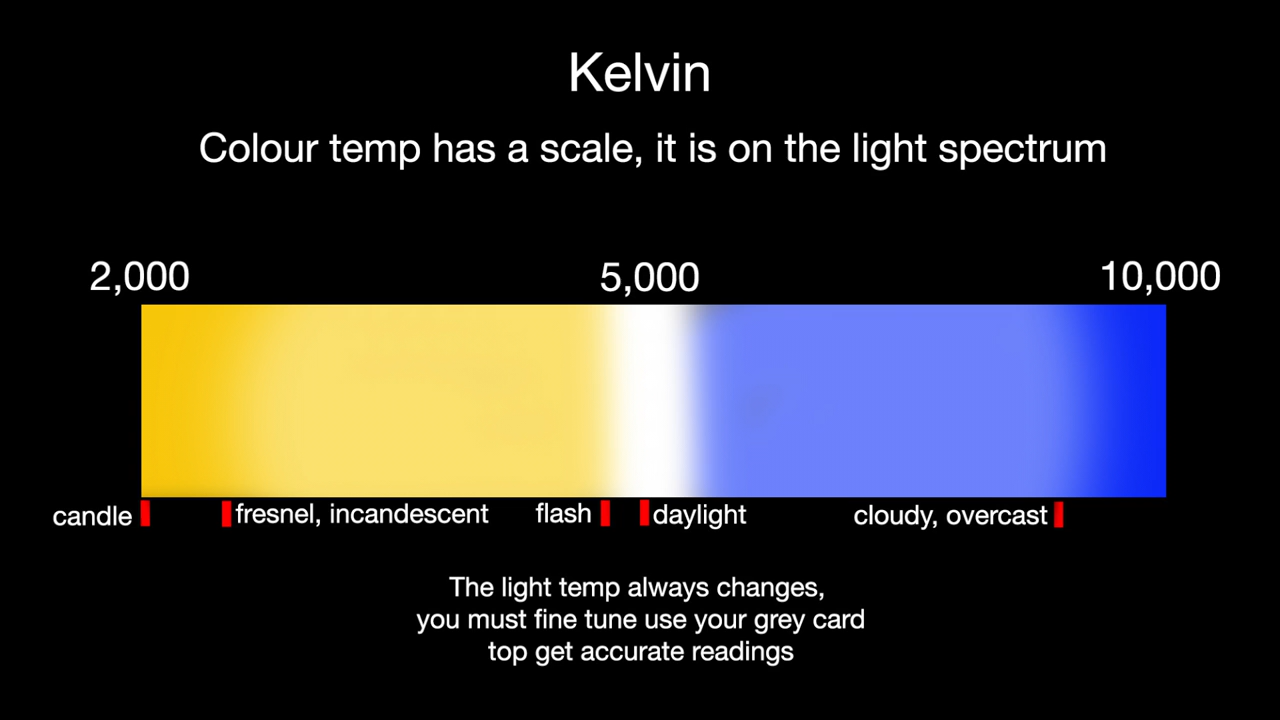 Kelvin
Colour temp has a scale, it is on the light spectrum
2,000 5,000 10,000
candle fresnel, incandescent flash daylight cloudy, overcast
The light temp always changes,
you must fine tune use your grey card
top get accurate readings